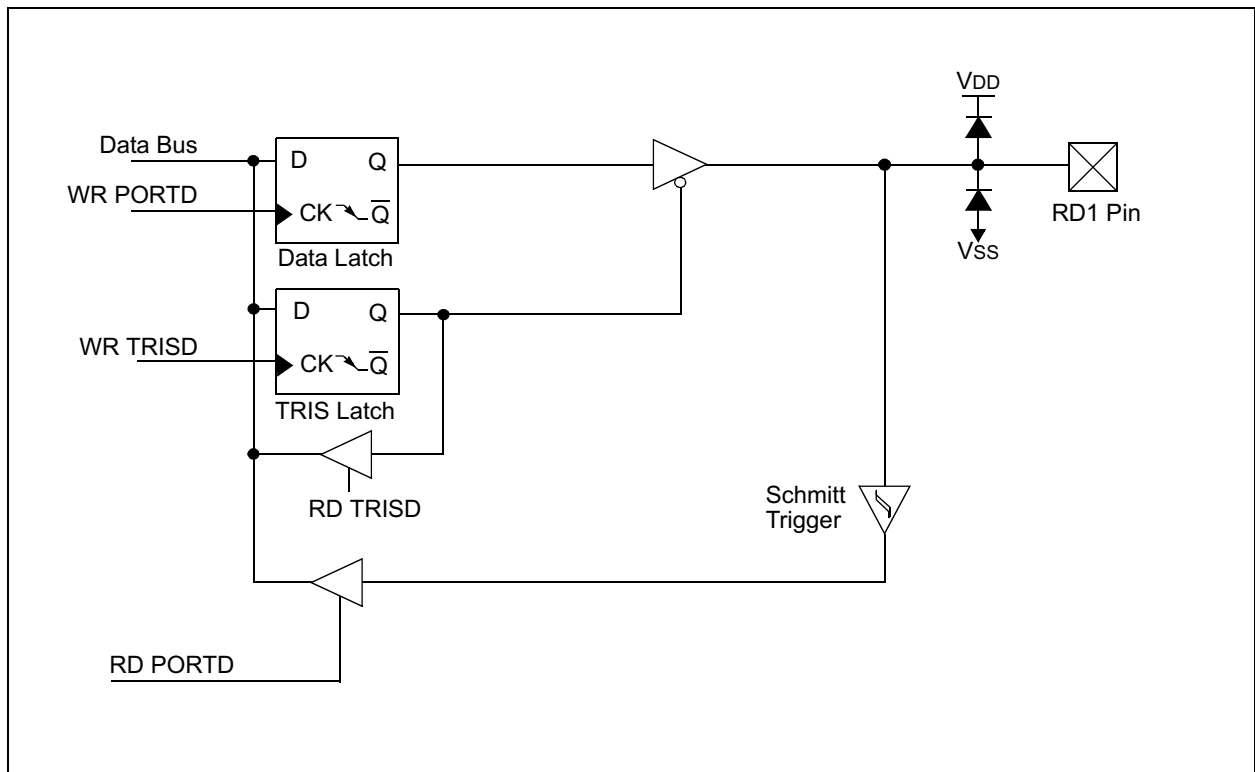 VDD
Data Bus
D Q
WR PORTD
CK Q̅
RD1 Pin
Data Latch
VSS
D Q
WR TRISD
CK Q̅
TRIS Latch
Schmitt
Trigger
RD TRISD
RD PORTD